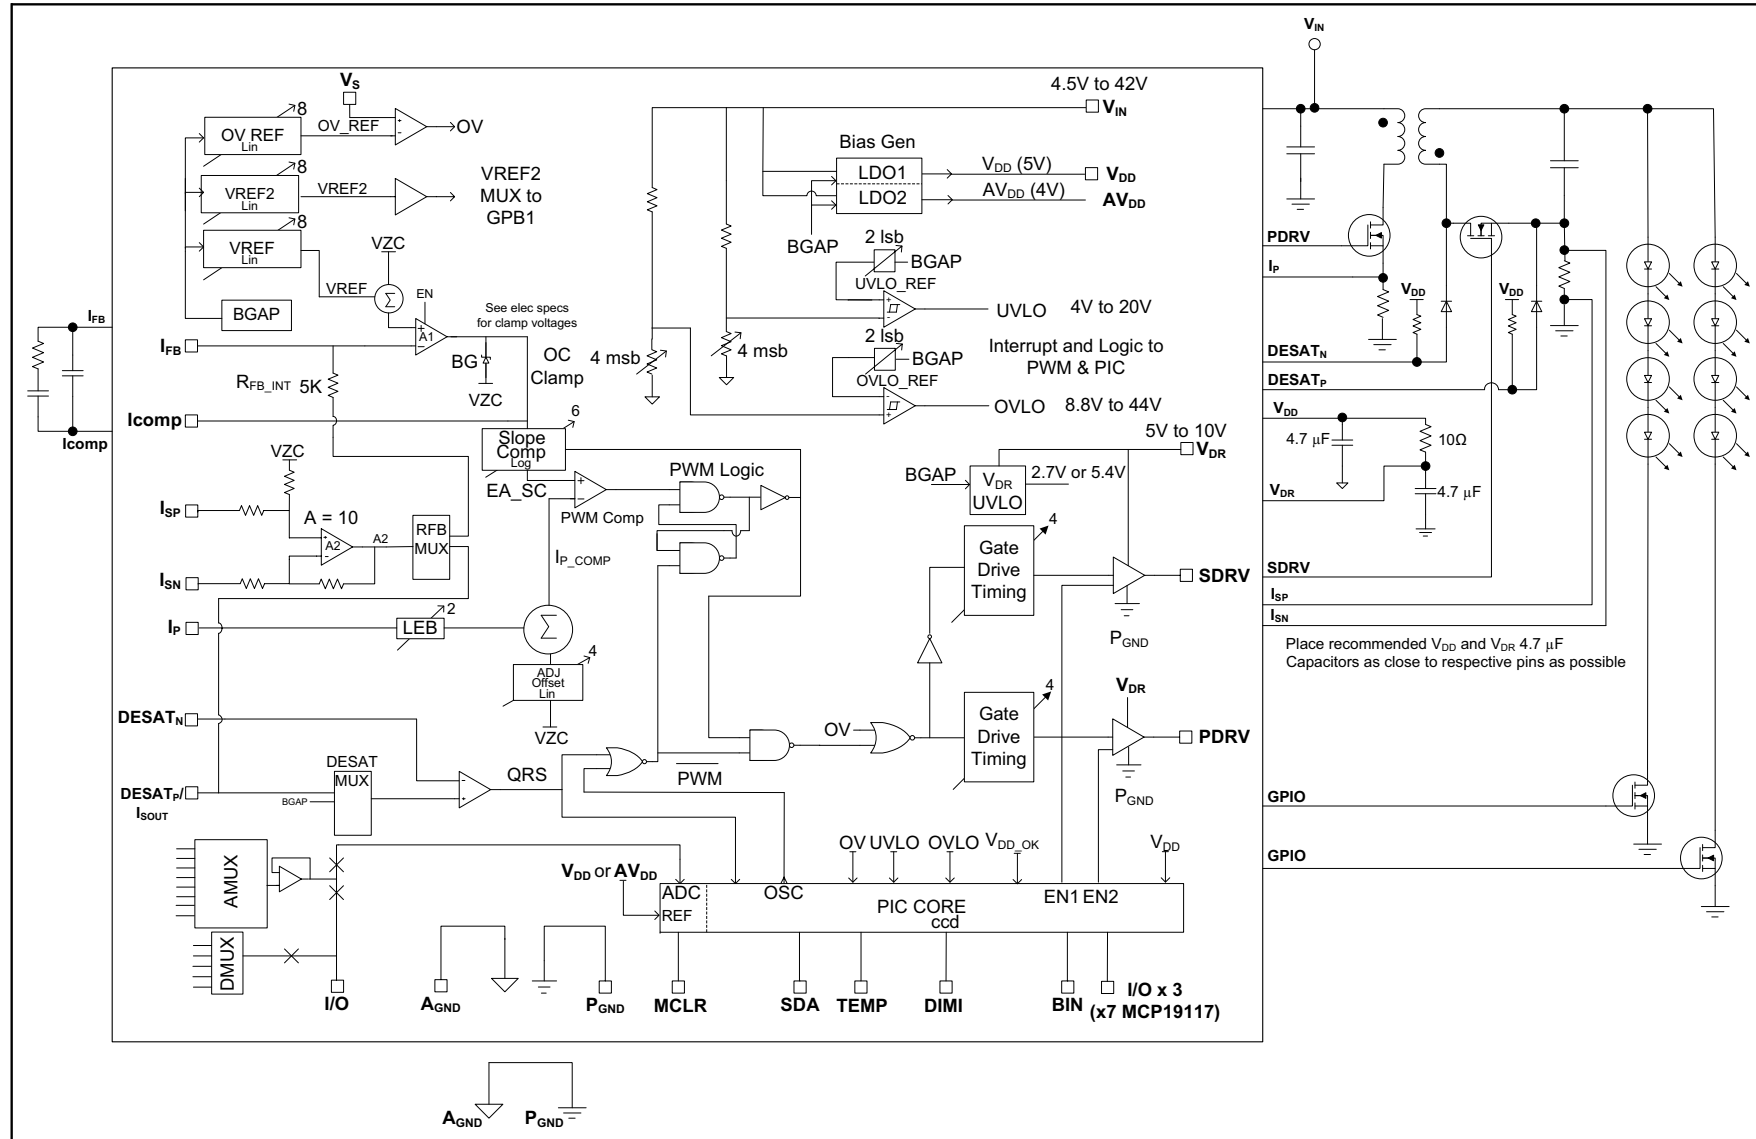 VIN
VS
8
OV REF
Lin
OV_REF
+
-
OV
8
VREF2
Lin
VREF2
VREF2
MUX to
GPB1
8
VREF
Lin
VREF
VZC
Σ
EN
BGAP
A1
+
-
See elec specs
for clamp voltages
IFB
IFB
BG
OC
Clamp
VZC
RFB_INT 5K
Icomp
Icomp
4.5V to 42V
VIN
Bias Gen
LDO1
LDO2
VDD (5V)
VDD
AVDD (4V)
AVDD
BGAP
2 lsb
BGAP
UVLO_REF
+
-
UVLO
4V to 20V
4 msb
4 msb
2 lsb
BGAP
OVLO_REF
-
+
OVLO
8.8V to 44V
Interrupt and Logic to
PWM & PIC
6
Slope
Comp
Log
EA_SC
+
-
PWM Comp
PWM Logic
5V to 10V
VDR
BGAP
VDR
UVLO
2.7V or 5.4V
VZC
ISP
A = 10
+
A2
-
A2
RFB
MUX
ISN
IP_COMP
IP
LEB
2
Σ
4
ADJ
Offset
Lin
VZC
4
Gate
Drive
Timing
SDRV
PGND
4
Gate
Drive
Timing
VDR
PDRV
PGND
OV
PWM
DESATN
DESAT
MUX
BGAP
DESATP/
ISOUT
-
+
QRS
AMUX
DMUX
I/O
VDD or AVDD
ADC
REF
OSC
OV UVLO OVLO VDD_OK
VDD
EN1 EN2
PIC CORE
ccd
AGND
PGND
MCLR
SDA
TEMP
DIMI
BIN
I/O x 3
(x7 MCP19117)
PDRV
IP
VDD
VDD
DESATN
DESATP
VDD
4.7 µF
10Ω
VDR
4.7 µF
SDRV
ISP
ISN
Place recommended VDD and VDR 4.7 µF
Capacitors as close to respective pins as possible
GPIO
GPIO
AGND
PGND